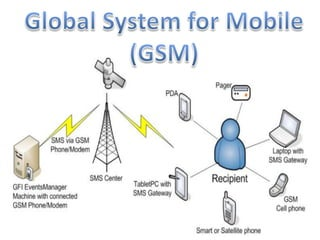 Global System for Mobile
(GSM)
Pager
PDA
SMS via GSM
Phone/Modem
Laptop with
SMS Gateway
GFI EventsManager
Machine with connected
GSM Phone/Modem
SMS Center
TabletPC with
SMS Gateway
Recipient
GSM
Cell phone
Smart or Satellite phone